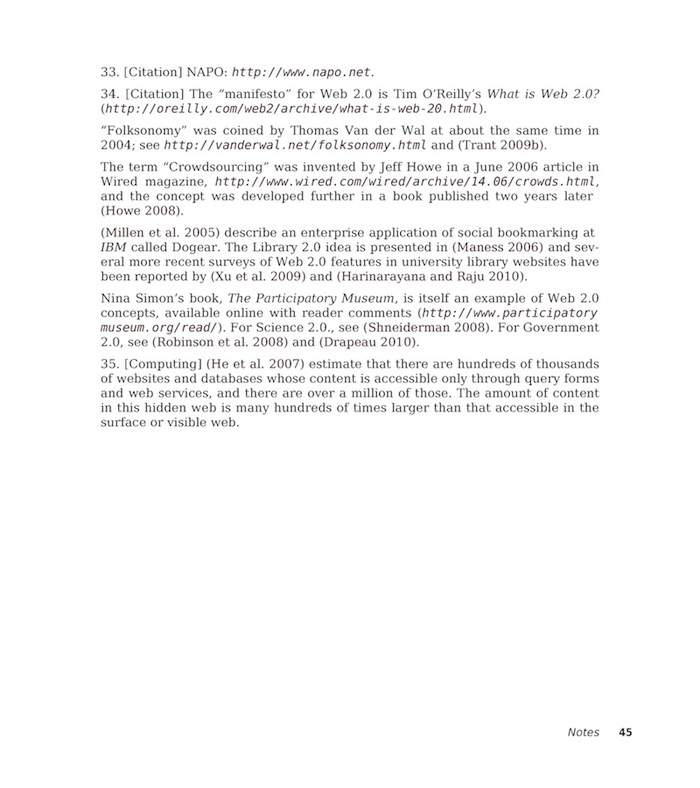 33. [Citation] NAPO: http://www.napo.net.
34. [Citation] The “manifesto” for Web 2.0 is Tim O’Reilly’s What is Web 2.0?
(http://oreilly.com/web2/archive/what-is-web-20.html).
“Folksonomy” was coined by Thomas Van der Wal at about the same time in
2004; see http://vanderwal.net/folksonomy.html and (Trant 2009b).
The term “Crowdsourcing” was invented by Jeff Howe in a June 2006 article in
Wired magazine, http://www.wired.com/wired/archive/14.06/crowds.html,
and the concept was developed further in a book published two years later
(Howe 2008).
(Millen et al. 2005) describe an enterprise application of social bookmarking at
IBM called Dogear. The Library 2.0 idea is presented in (Maness 2006) and sev-
eral more recent surveys of Web 2.0 features in university library websites have
been reported by (Xu et al. 2009) and (Harinarayana and Raju 2010).
Nina Simon’s book, The Participatory Museum, is itself an example of Web 2.0
concepts, available online with reader comments (http://www.participatory
museum.org/read/). For Science 2.0., see (Shneiderman 2008). For Government
2.0, see (Robinson et al. 2008) and (Drapeau 2010).
35. [Computing] (He et al. 2007) estimate that there are hundreds of thousands
of websites and databases whose content is accessible only through query forms
and web services, and there are over a million of those. The amount of content
in this hidden web is many hundreds of times larger than that accessible in the
surface or visible web.
Notes 45